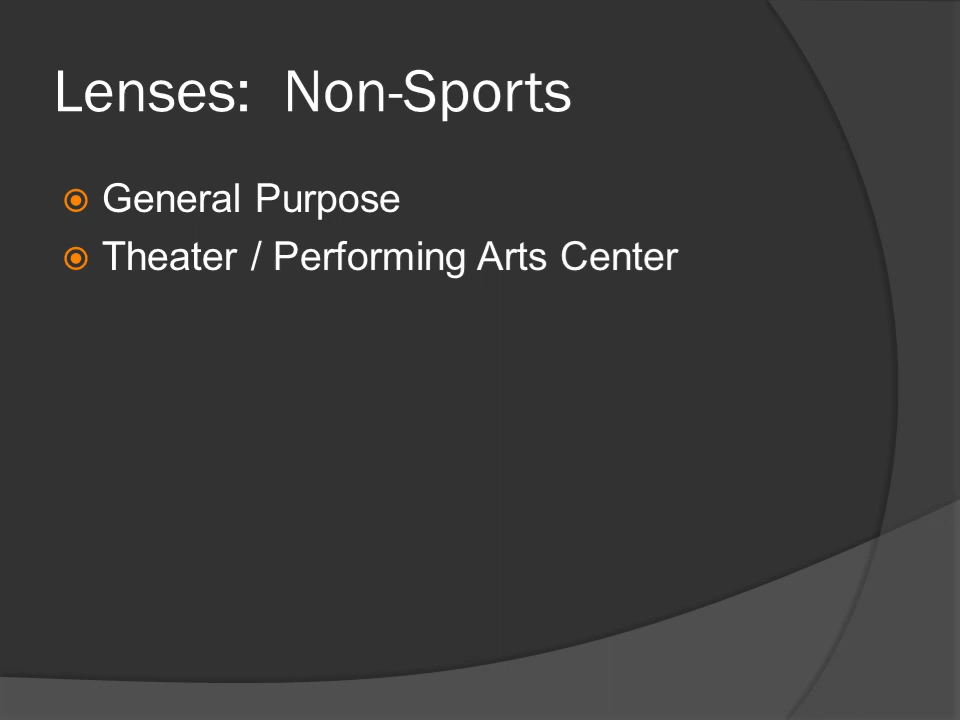 Lenses: Non-Sports
General Purpose
Theater / Performing Arts Center